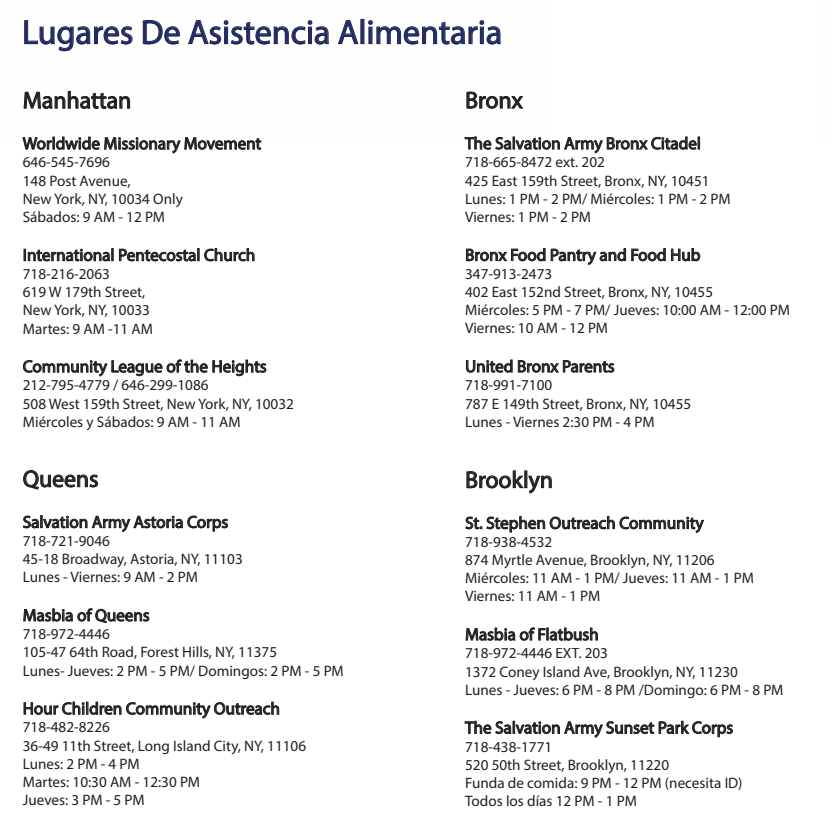 Lugares De Asistencia Alimentaria
Manhattan
Worldwide Missionary Movement
646-545-7696
148 Post Avenue,
New York, NY, 10034 Only
Sábados: 9 AM - 12 PM
International Pentecostal Church
718-216-2063
619 W 179th Street,
New York, NY, 10033
Martes: 9 AM -11 AM
Community League of the Heights
212-795-4779 / 646-299-1086
508 West 159th Street, New York, NY, 10032
Miércoles y Sábados: 9 AM - 11 AM
Bronx
The Salvation Army Bronx Citadel
718-665-8472 ext. 202
425 East 159th Street, Bronx, NY, 10451
Lunes: 1 PM - 2 PM/ Miércoles: 1 PM - 2 PM
Viernes: 1 PM - 2 PM
Bronx Food Pantry and Food Hub
347-913-2473
402 East 152nd Street, Bronx, NY, 10455
Miércoles: 5 PM - 7 PM/ Jueves: 10:00 AM - 12:00 PM
Viernes: 10 AM - 12 PM
United Bronx Parents
718-991-7100
787 E 149th Street, Bronx, NY, 10455
Lunes - Viernes 2:30 PM - 4 PM
Queens
Salvation Army Astoria Corps
718-721-9046
45-18 Broadway, Astoria, NY, 11103
Lunes - Viernes: 9 AM - 2 PM
Masbia of Queens
718-972-4446
105-47 64th Road, Forest Hills, NY, 11375
Lunes- Jueves: 2 PM - 5 PM/ Domingos: 2 PM - 5 PM
Hour Children Community Outreach
718-482-8226
36-49 11th Street, Long Island City, NY, 11106
Lunes: 2 PM - 4 PM
Martes: 10:30 AM - 12:30 PM
Jueves: 3 PM - 5 PM
Brooklyn
St. Stephen Outreach Community
718-938-4532
874 Myrtle Avenue, Brooklyn, NY, 11206
Miércoles: 11 AM - 1 PM/ Jueves: 11 AM - 1 PM
Viernes: 11 AM - 1 PM
Masbia of Flatbush
718-972-4446 EXT. 203
1372 Coney Island Ave, Brooklyn, NY, 11230
Lunes - Jueves: 6 PM - 8 PM /Domingo: 6 PM - 8 PM
The Salvation Army Sunset Park Corps
718-438-1771
520 50th Street, Brooklyn, 11220
Funda de comida: 9 PM - 12 PM (necesita ID)
Todos los días 12 PM - 1 PM